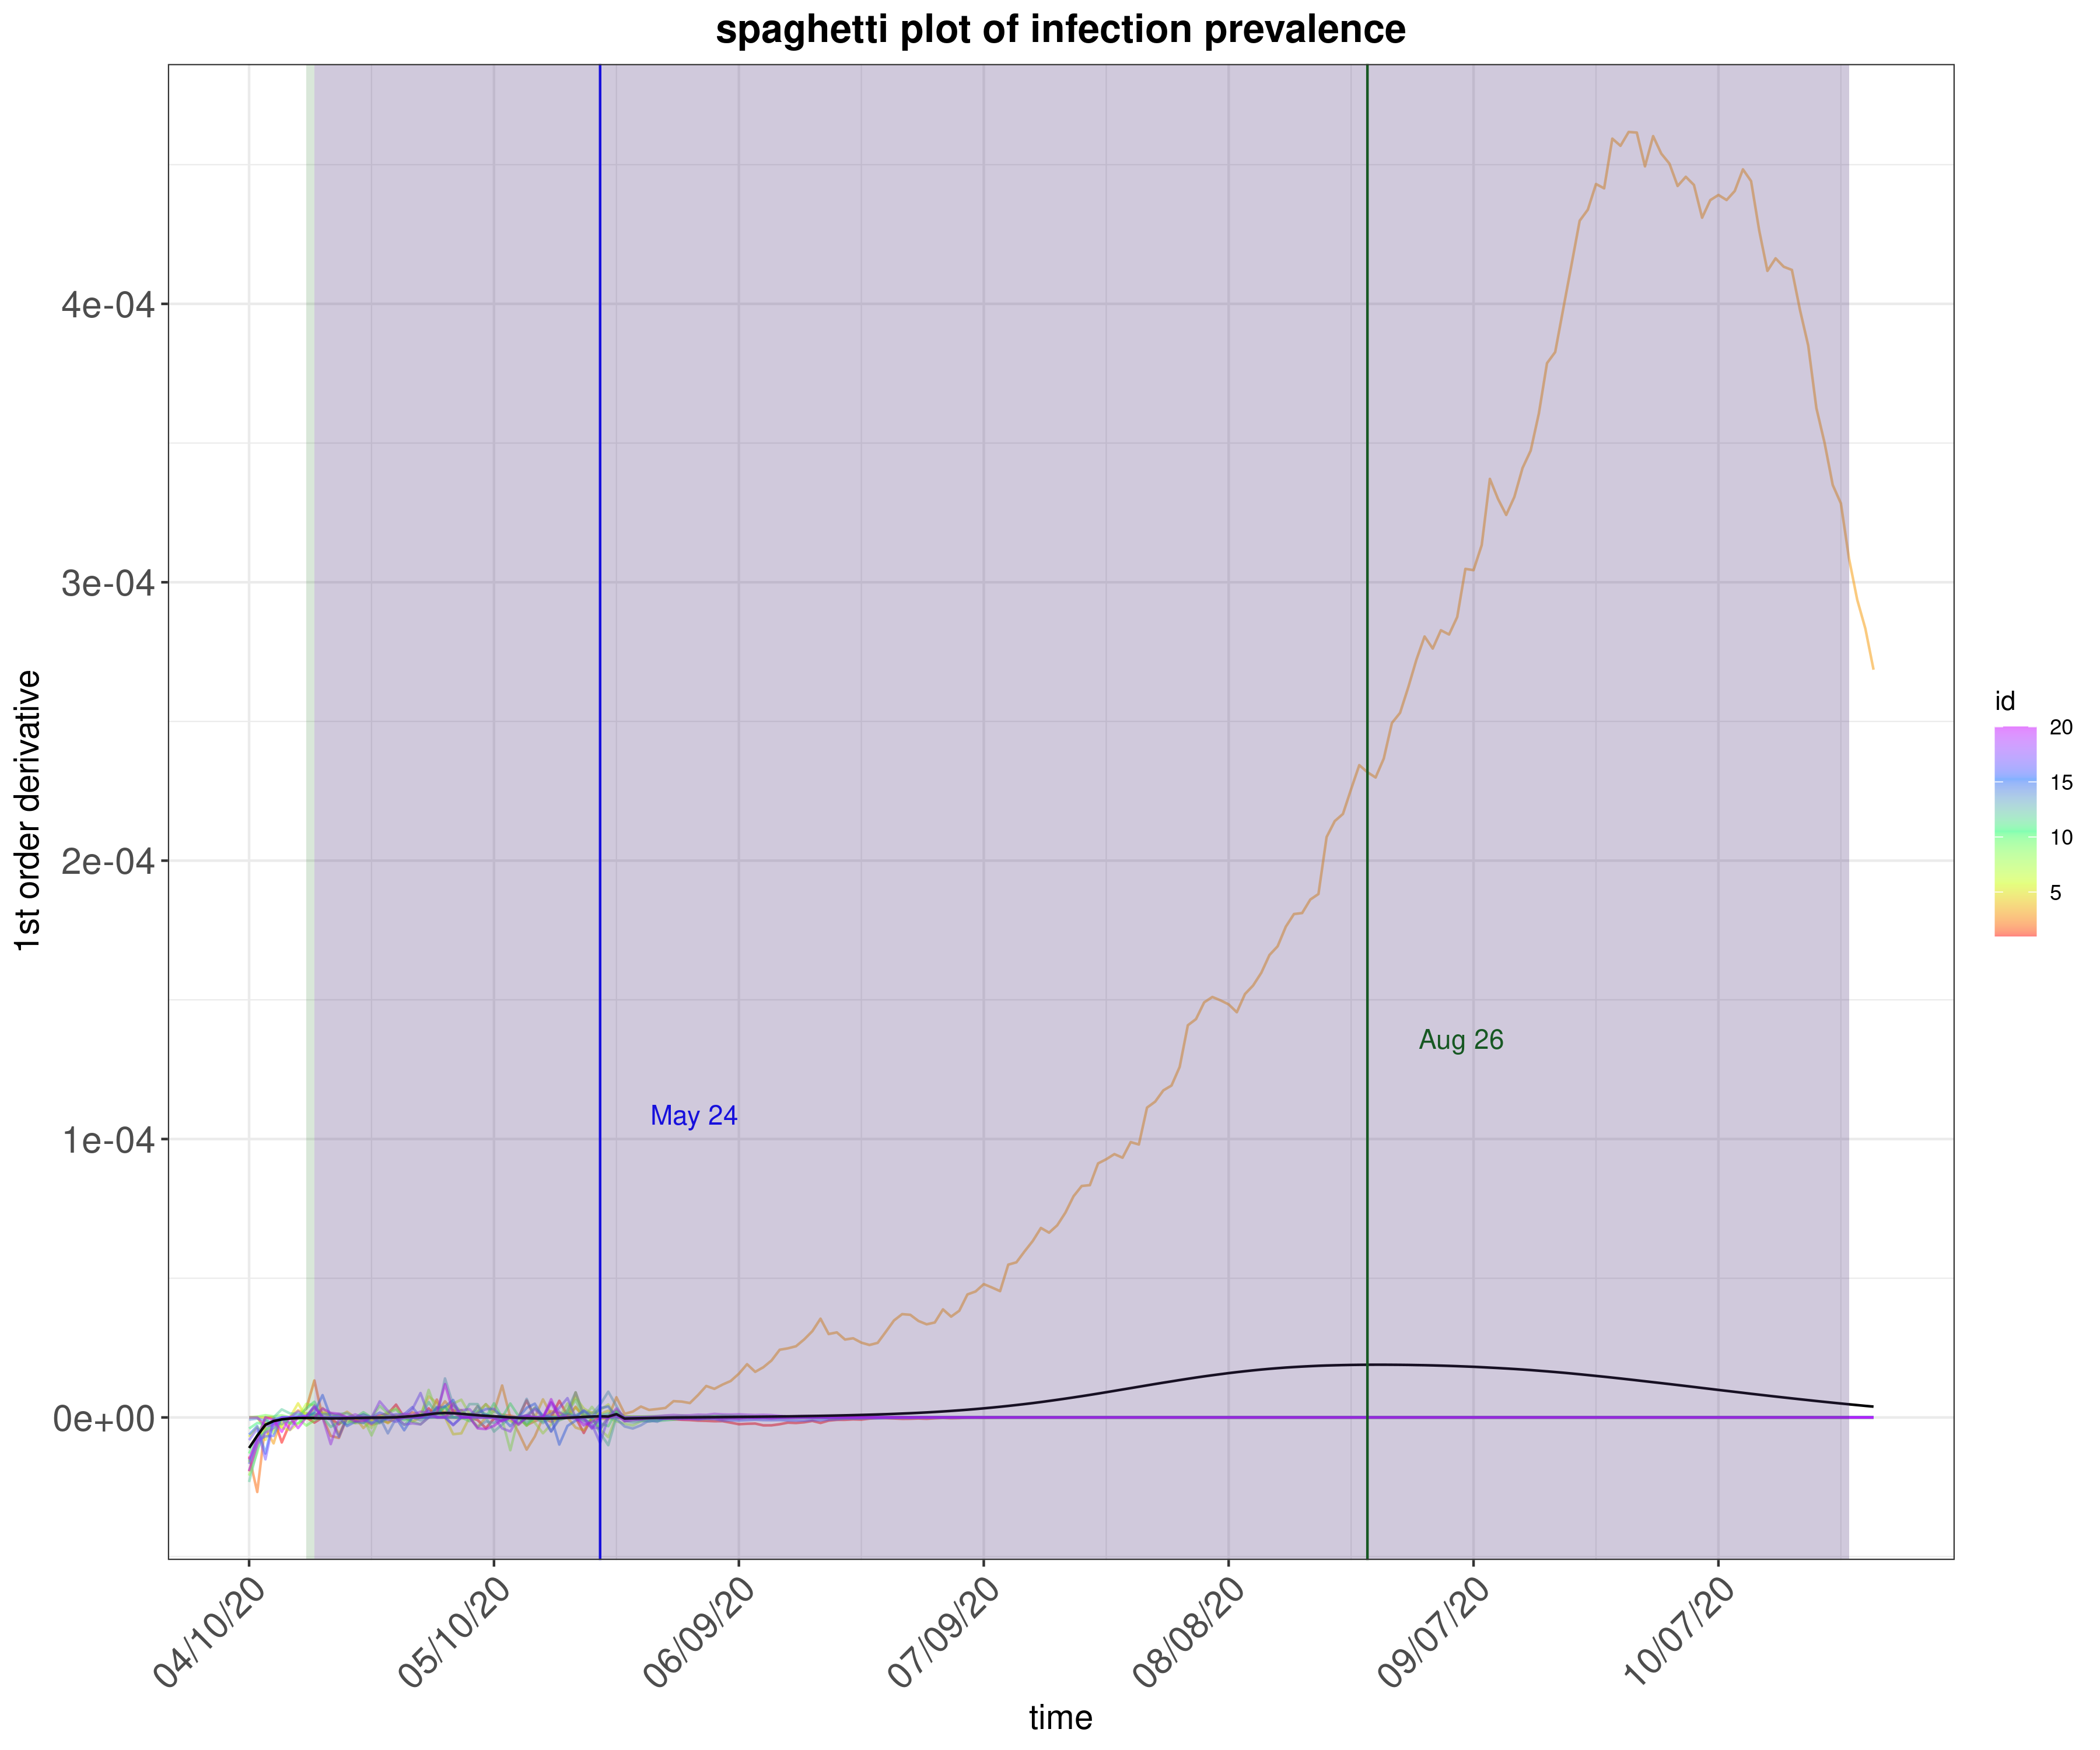 spaghetti plot of infection prevalence
1st order derivative
4e-04
3e-04
2e-04
1e-04
0e+00
May 24
Aug 26
04/10/20
05/10/20
06/09/20
07/09/20
08/08/20
09/07/20
10/07/20
time
id
20
15
10
5